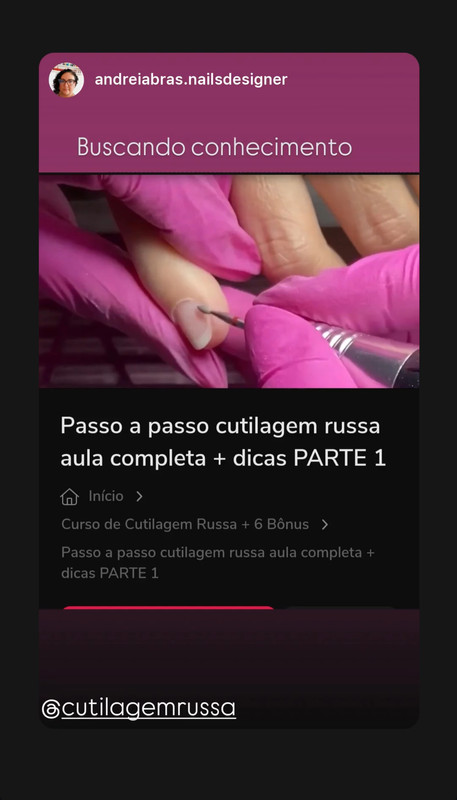 andreiabras.nailsdesigner
Buscando conhecimento
Passo a passo cutilagem russa
aula completa + dicas PARTE 1
Início
Curso de Cutilagem Russa + 6 Bônus
Passo a passo cutilagem russa aula completa +
dicas PARTE 1
@cutilagemrussa